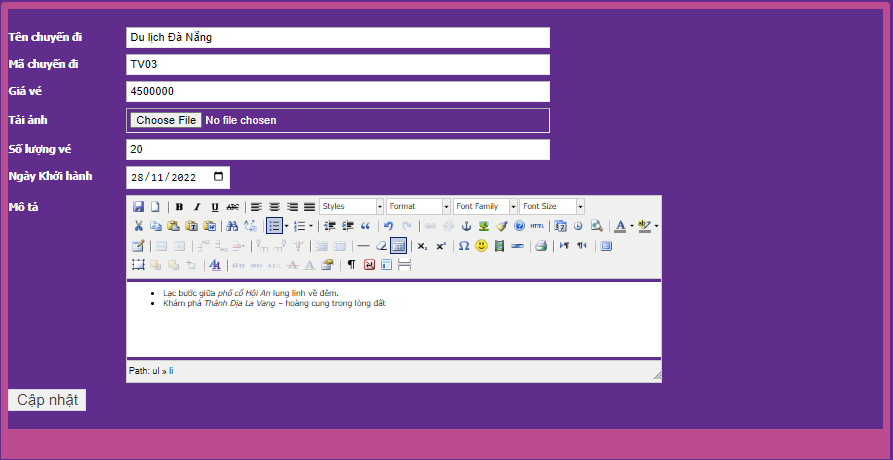 Tên chuyến đi
Du lịch Đà Nẵng
Mã chuyến đi
TV03
Giá vé
4500000
Tải ảnh
Choose File No file chosen
Số lượng vé
20
Ngày Khởi hành
28/11/2022
Mô tả
B I U ABC Styles Format Font Family Font Size
HTML
Lạc bước giữa phố cổ Hội An lung linh về đêm.
Khám phá Thánh Địa La Vang – hoàng cung trong lòng đất
Path: ul » li
Cập nhật